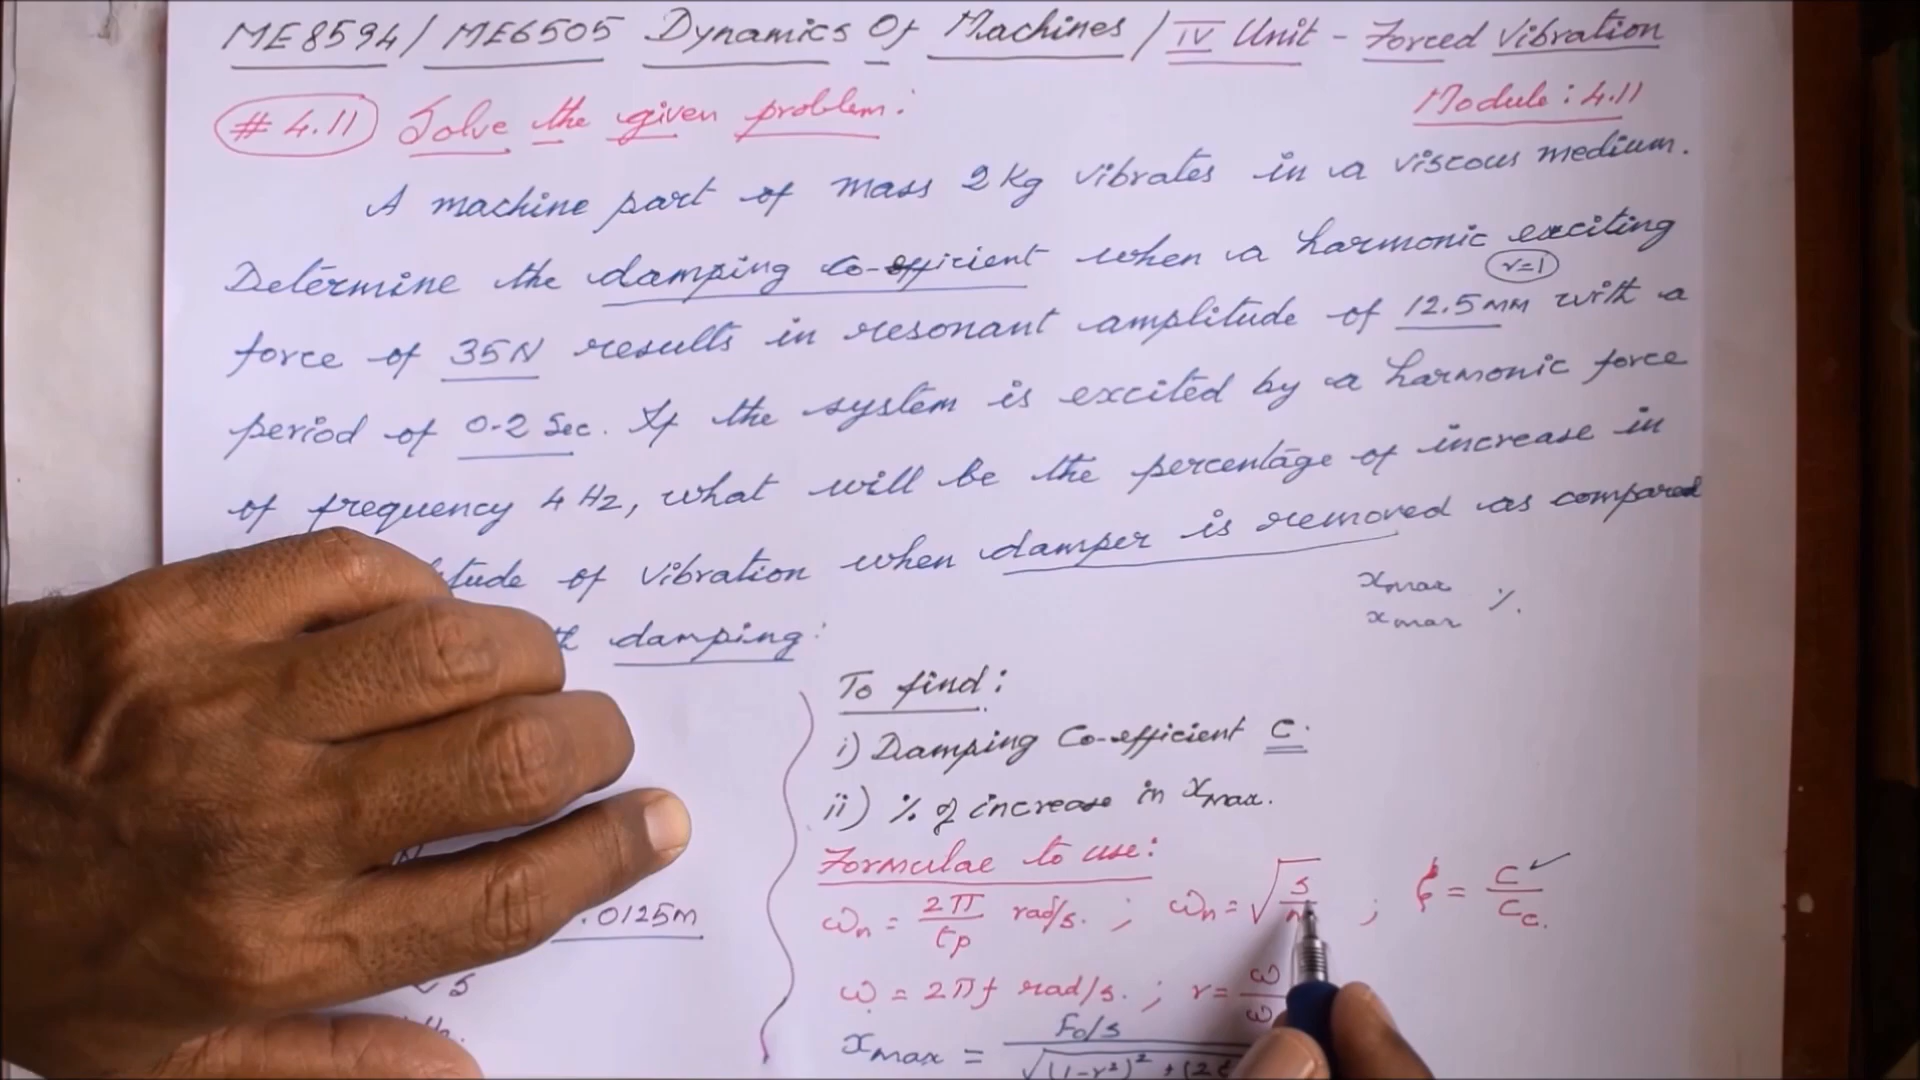 ME8594/ME6505 Dynamics Of Machines/IV Unit - Forced Vibration
Module: 4.11
# 4.11 Solve the given problem:
A machine part of mass 2 Kg vibrates in a viscous medium.
Determine the damping Co-efficient when a harmonic exciting
r=1
force of 35N results in resonant amplitude of 12.5mm with a
period of 0.2 Sec. If the system is excited by a harmonic force
of frequency 4 Hz, what will be the percentage of increase in
of vibration when damper is removed as compared
damping:
xmax
xmax %.
To find:
i) Damping Co-efficient C.
ii) % of increase in xmax.
Formulae to use:
ωn = 2π/tp rad/s. ; ωn = √s/m ; ξ = C/Cc. ✓
.0125m
ω = 2πf rad/s. ; r = ω/ω
xmax = F0/s / √(1-r²)² + (2ξ